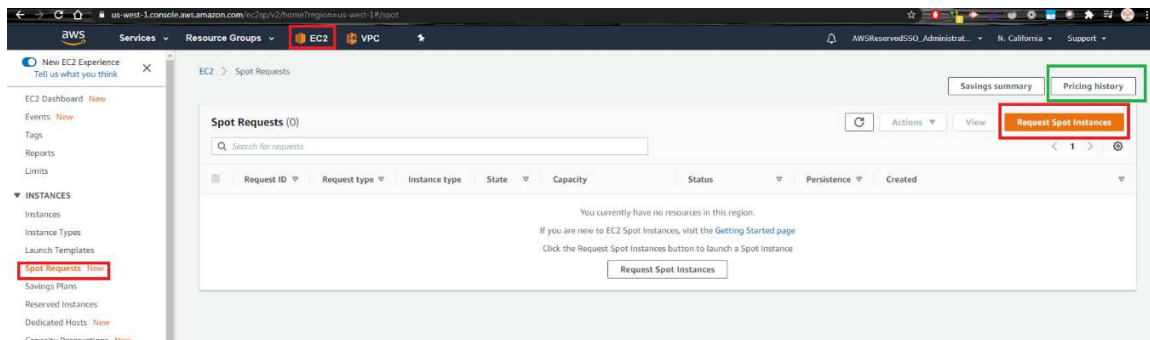 us-west-1.console.aws.amazon.com/ec2sp/v2/home?region=us-west-1#/spot
aws Services Resource Groups EC2 VPC AWSReservedSSO_Administrat... N. California Support
New EC2 Experience
Tell us what you think
EC2 > Spot Requests
Savings summary Pricing history
EC2 Dashboard New
Events New
Tags
Reports
Limits
INSTANCES
Instances
Instance Types
Launch Templates
Spot Requests New
Savings Plans
Reserved Instances
Dedicated Hosts New
Capacity Reservations New
Spot Requests (0)
Actions View Request Spot Instances
Search for requests
< 1 >
Request ID Request type Instance type State Capacity Status Persistence Created
You currently have no resources in this region.
If you are new to EC2 Spot Instances, visit the Getting Started page
Click the Request Spot Instances button to launch a Spot Instance
Request Spot Instances